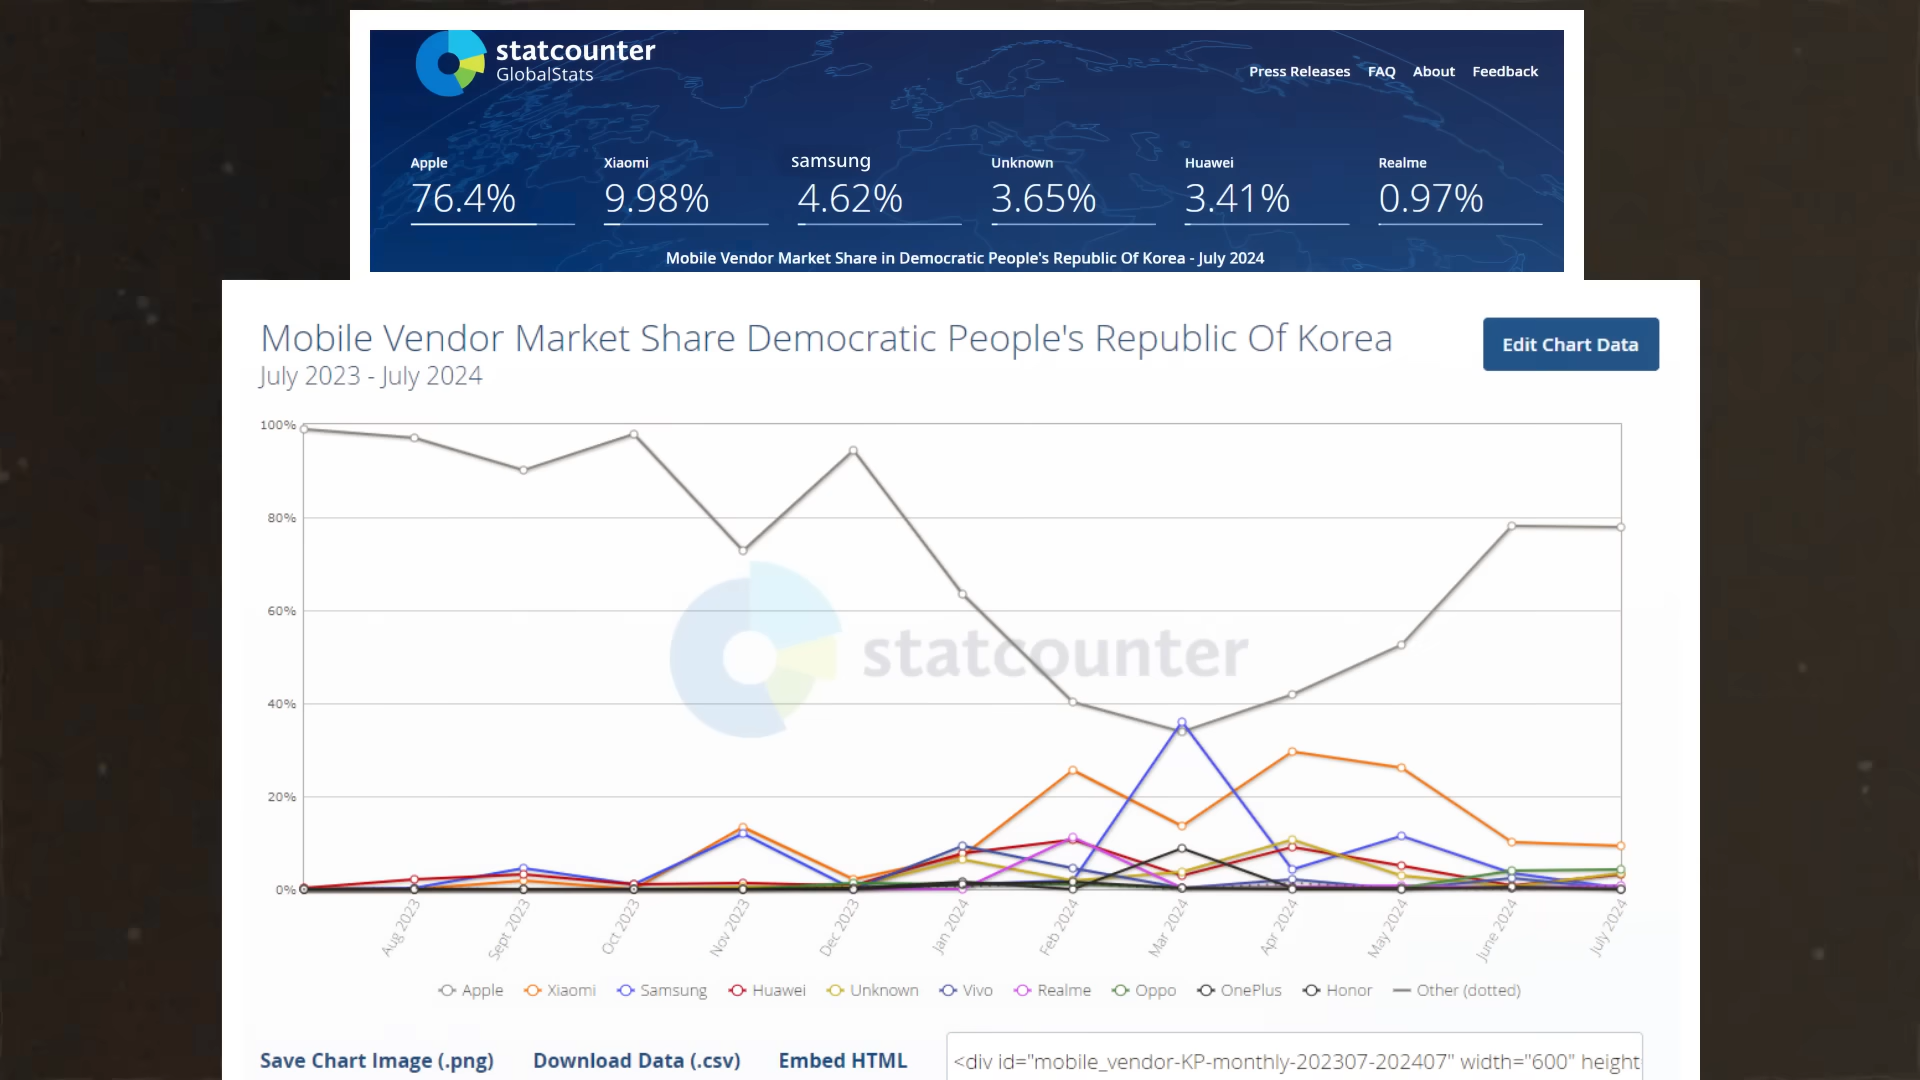 statcounter
GlobalStats
Press Releases FAQ About Feedback
Apple Xiaomi samsung Unknown Huawei Realme
76.4% 9.98% 4.62% 3.65% 3.41% 0.97%
Mobile Vendor Market Share in Democratic People's Republic Of Korea - July 2024
Mobile Vendor Market Share Democratic People's Republic Of Korea
July 2023 - July 2024
Edit Chart Data
100%
80%
60%
statcounter
40%
20%
0%
Aug 2023 Sept 2023 Oct 2023 Nov 2023 Dec 2023 Jan 2024 Feb 2024 Mar 2024 Apr 2024 May 2024 June 2024 July 2024
Apple Xiaomi Samsung Huawei Unknown Vivo Realme Oppo OnePlus Honor Other (dotted)
Save Chart Image (.png) Download Data (.csv) Embed HTML <div id="mobile_vendor-KP-monthly-202307-202407" width="600" height